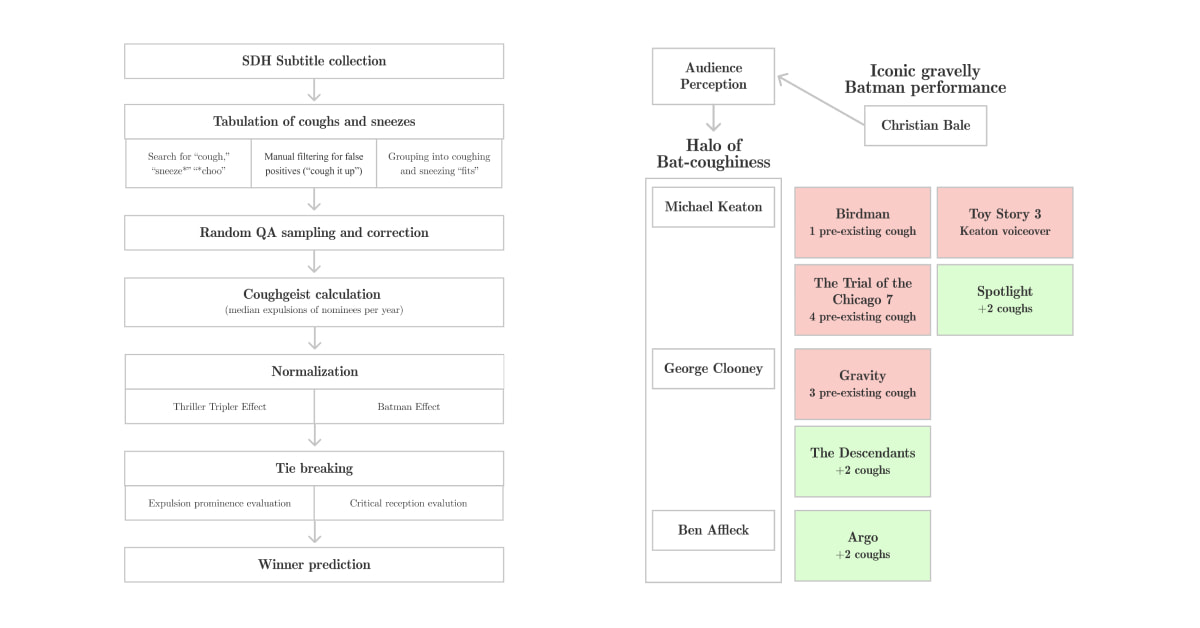 SDH Subtitle collection
Tabulation of coughs and sneezes
Search for “cough,”
“sneeze*” “*choo”
Manual filtering for false
positives (“cough it up”)
Grouping into coughing
and sneezing “fits”
Random QA sampling and correction
Coughgeist calculation
(median expulsions of nominees per year)
Normalization
Thriller Tripler Effect
Batman Effect
Tie breaking
Expulsion prominence evaluation
Critical reception evalution
Winner prediction
Audience
Perception
Iconic gravelly
Batman performance
Christian Bale
Halo of
Bat-coughiness
Michael Keaton
Birdman
1 pre-existing cough
Toy Story 3
Keaton voiceover
The Trial of the
Chicago 7
4 pre-existing cough
Spotlight
+2 coughs
George Clooney
Gravity
3 pre-existing cough
The Descendants
+2 coughs
Ben Affleck
Argo
+2 coughs